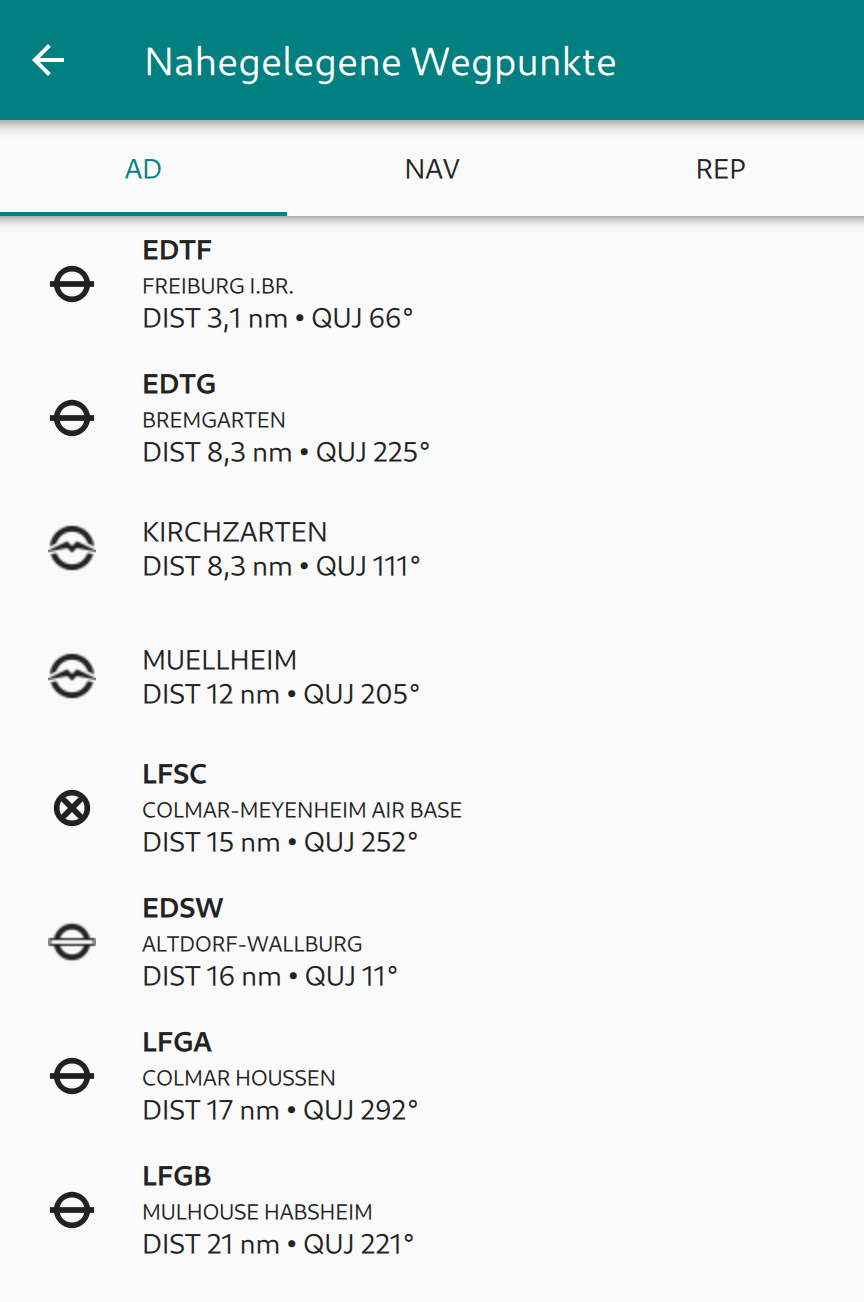 Nahegelegene Wegpunkte
AD NAV REP
EDTF
FREIBURG I.BR.
DIST 3,1 nm • QUJ 66°
EDTG
BREMGARTEN
DIST 8,3 nm • QUJ 225°
KIRCHZARTEN
DIST 8,3 nm • QUJ 111°
MUELLHEIM
DIST 12 nm • QUJ 205°
LFSC
COLMAR-MEYENHEIM AIR BASE
DIST 15 nm • QUJ 252°
EDSW
ALTDORF-WALLBURG
DIST 16 nm • QUJ 11°
LFGA
COLMAR HOUSSEN
DIST 17 nm • QUJ 292°
LFGB
MULHOUSE HABSHEIM
DIST 21 nm • QUJ 221°